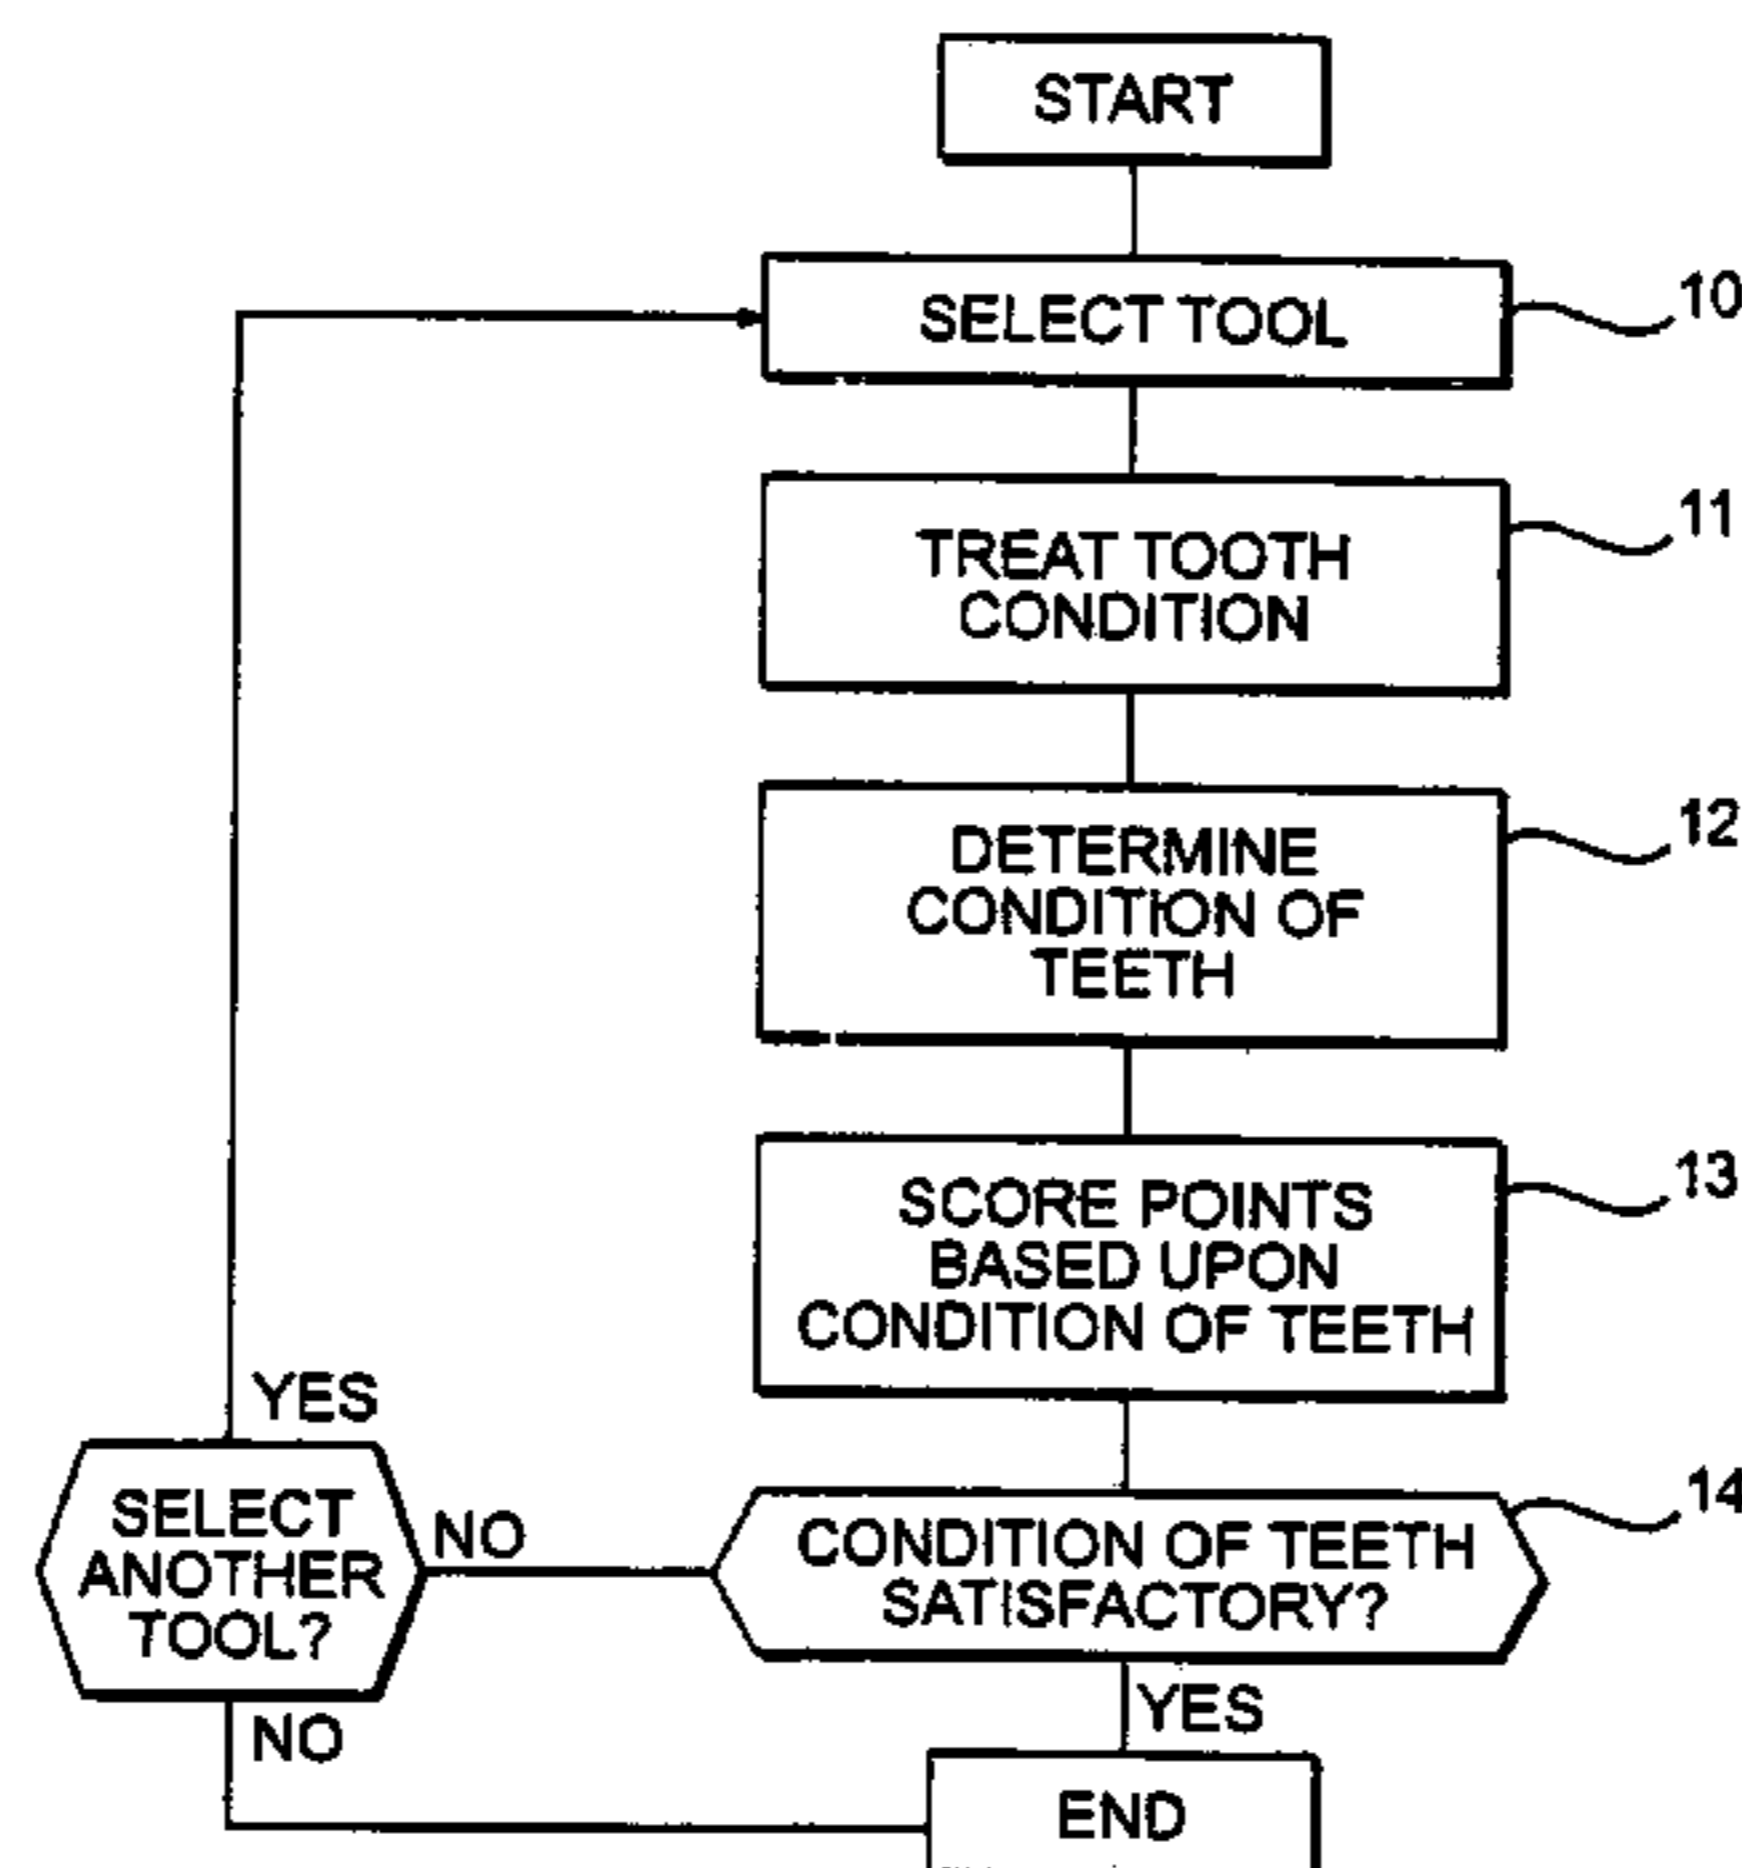 START
SELECT TOOL
10
TREAT TOOTH
CONDITION
11
DETERMINE
CONDITION OF
TEETH
12
SCORE POINTS
BASED UPON
CONDITION OF TEETH
13
YES
SELECT
ANOTHER
TOOL?
NO
CONDITION OF TEETH
SATISFACTORY?
14
NO
YES
END